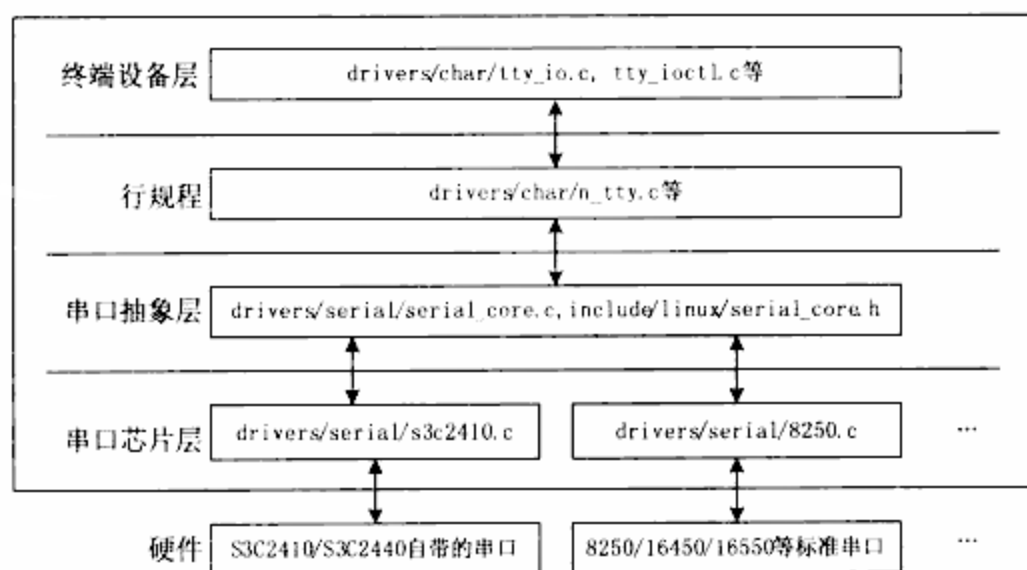 终端设备层
drivers/char/tty_io.c, tty_ioctl.c等
行规程
drivers/char/n_tty.c等
串口抽象层
drivers/serial/serial_core.c,include/linux/serial_core.h
串口芯片层
drivers/serial/s3c2410.c
drivers/serial/8250.c
...
硬件
S3C2410/S3C2440自带的串口
8250/16450/16550等标准串口
...